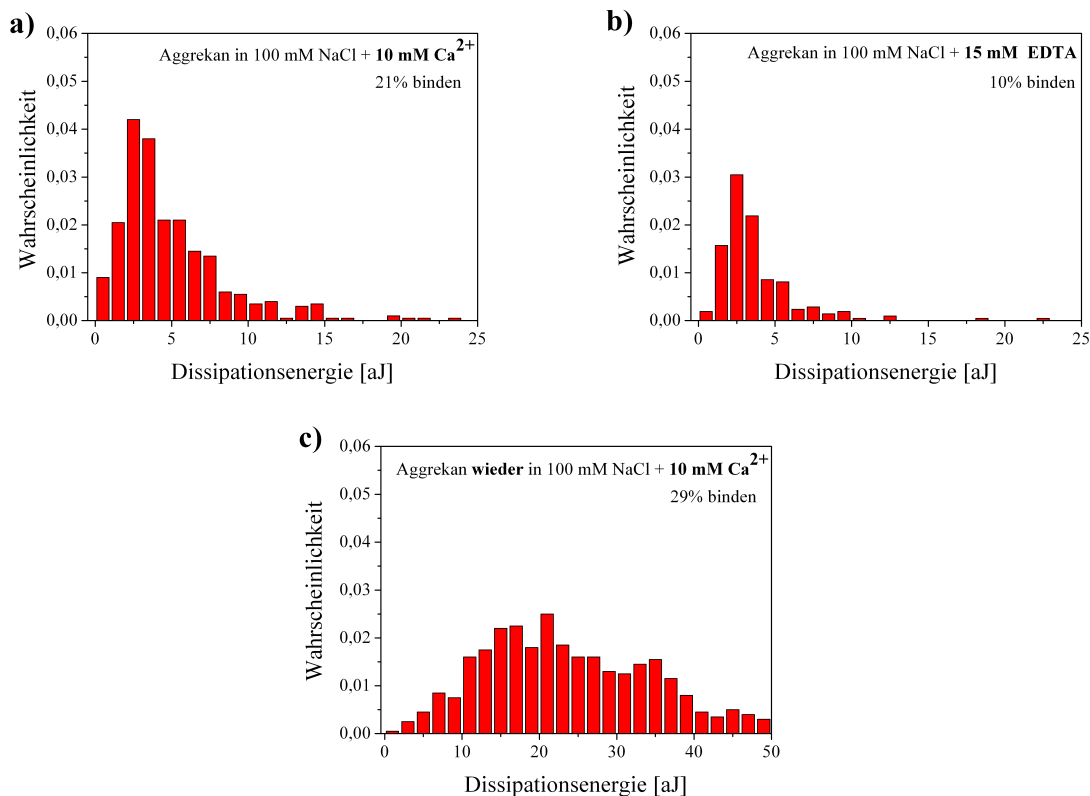 a)
Aggrekan in 100 mM NaCl + 10 mM Ca2+
21% binden
Wahrscheinlichkeit
0,06
0,05
0,04
0,03
0,02
0,01
0,00
0 5 10 15 20 25
Dissipationsenergie [aJ]
b)
Aggrekan in 100 mM NaCl + 15 mM EDTA
10% binden
Wahrscheinlichkeit
0,06
0,05
0,04
0,03
0,02
0,01
0,00
0 5 10 15 20 25
Dissipationsenergie [aJ]
c)
Aggrekan wieder in 100 mM NaCl + 10 mM Ca2+
29% binden
Wahrscheinlichkeit
0,06
0,05
0,04
0,03
0,02
0,01
0,00
0 10 20 30 40 50
Dissipationsenergie [aJ]